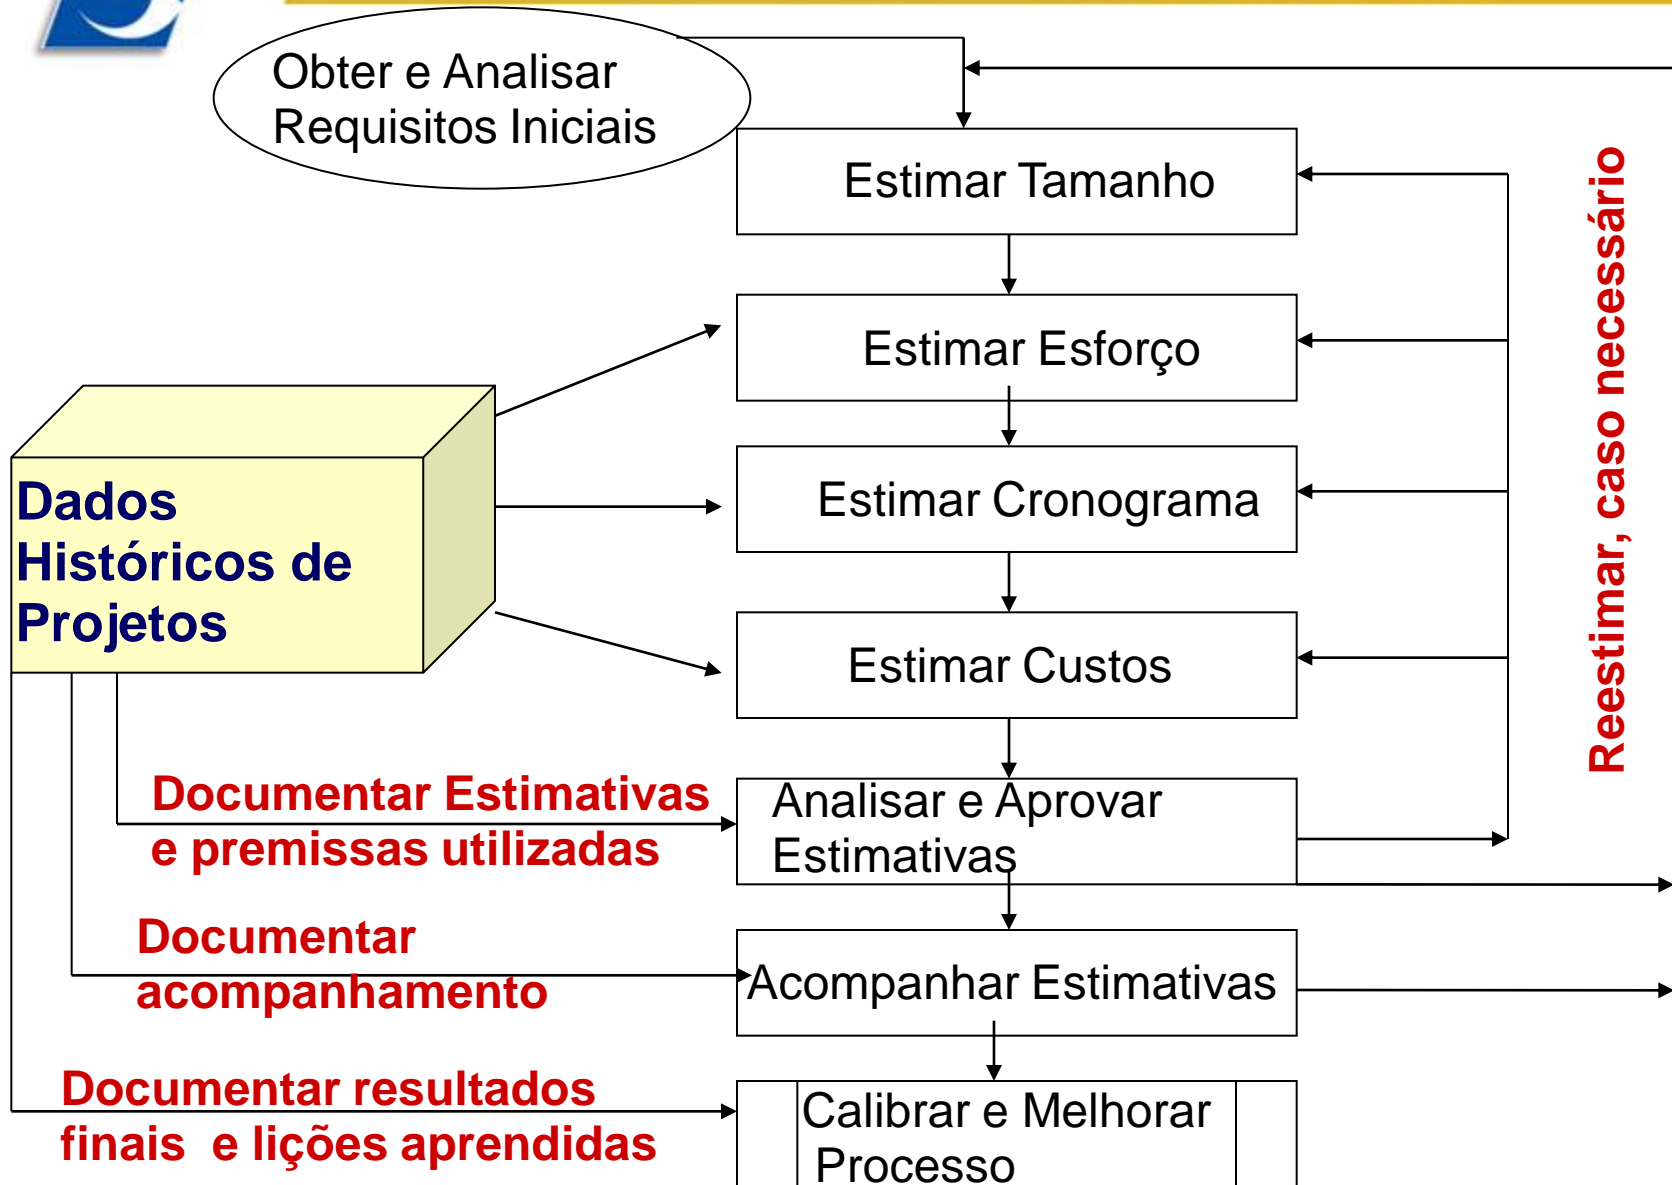 Obter e Analisar
Requisitos Iniciais
Estimar Tamanho
Estimar Esforço
Estimar Cronograma
Estimar Custos
Reestimar, caso necessário
Dados
Históricos de
Projetos
Documentar Estimativas
e premissas utilizadas
Analisar e Aprovar
Estimativas
Documentar
acompanhamento
Acompanhar Estimativas
Documentar resultados
finais e lições aprendidas
Calibrar e Melhorar
Processo